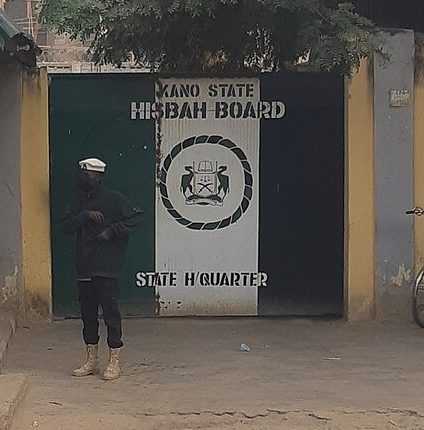 KANO STATE
HISBAH BOARD
STATE H/QUARTER